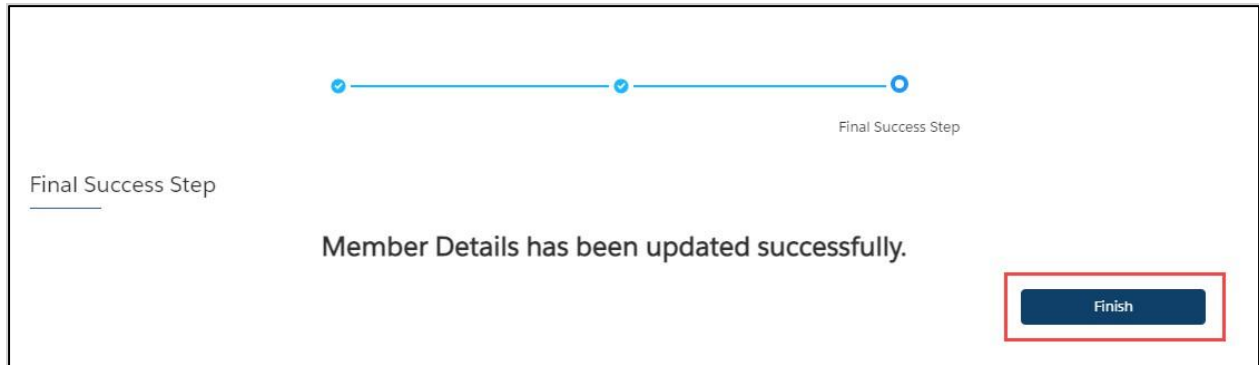 Final Success Step
Final Success Step
Member Details has been updated successfully.
Finish